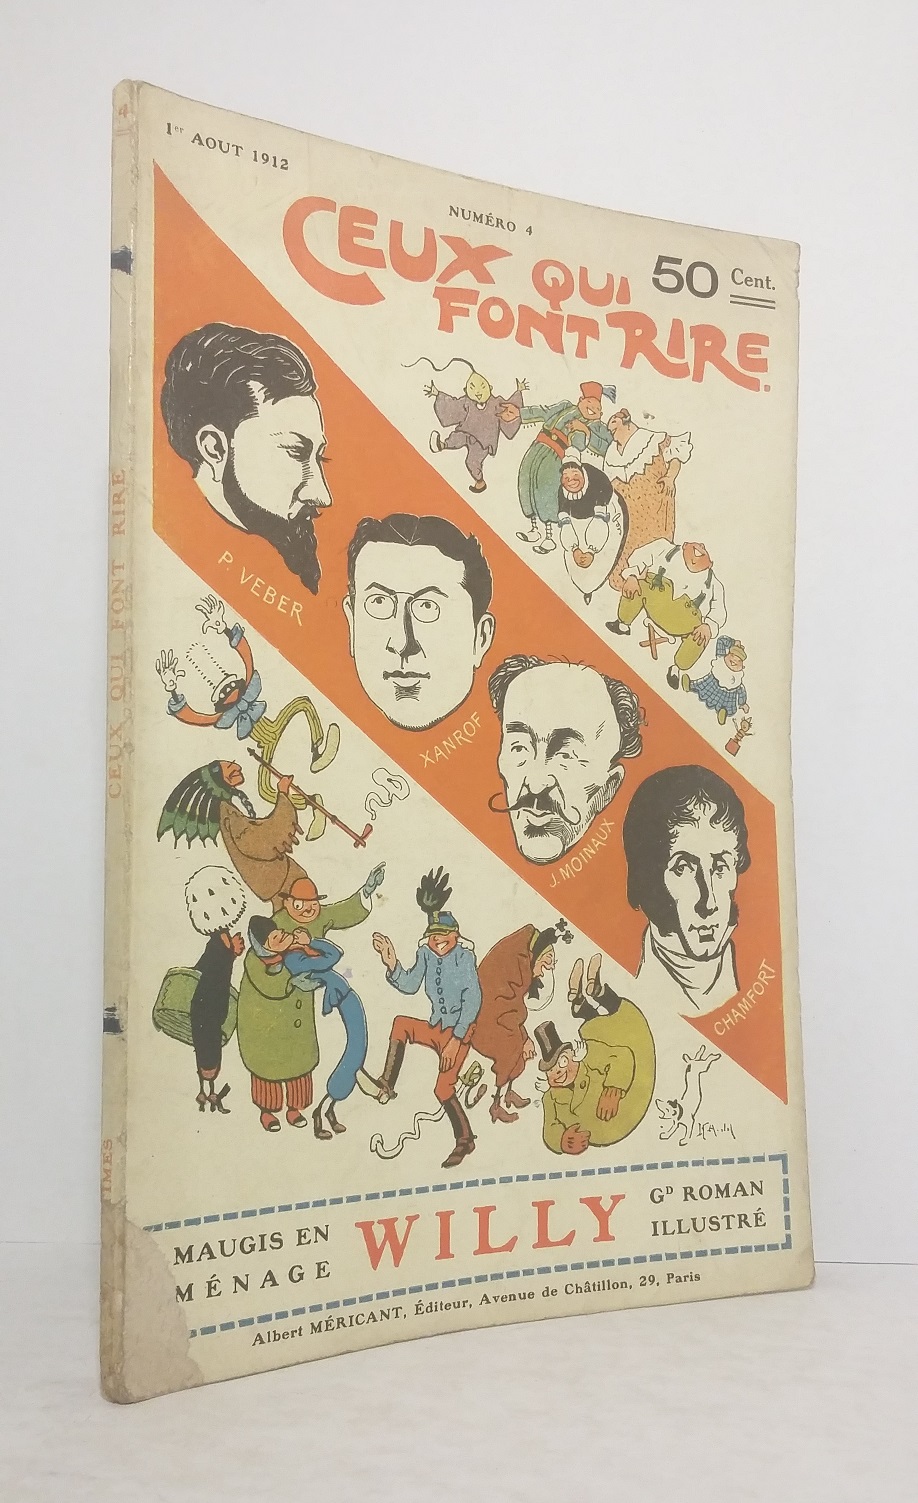 1er AOUT 1912
NUMÉRO 4
CEUX QUI
FONT RIRE.
50 Cent.
P. VEBER
XANROF
J. MOINAUX
CHAMFORT
MAUGIS EN
MÉNAGE
WILLY
GD ROMAN
ILLUSTRÉ
Albert MÉRICANT, Éditeur, Avenue de Châtillon, 29, Paris
4
CEUX QUI FONT RIRE